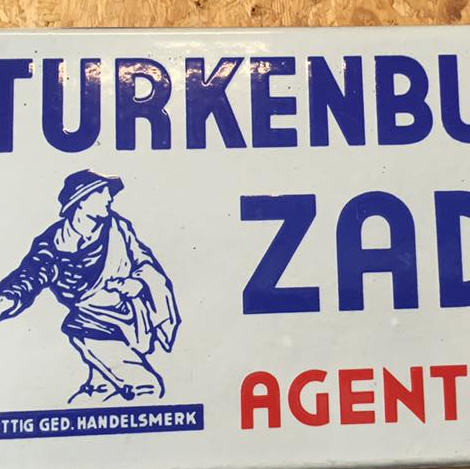 TURKENBU
ZAD
AGENT
TTIG GED. HANDELSMERK